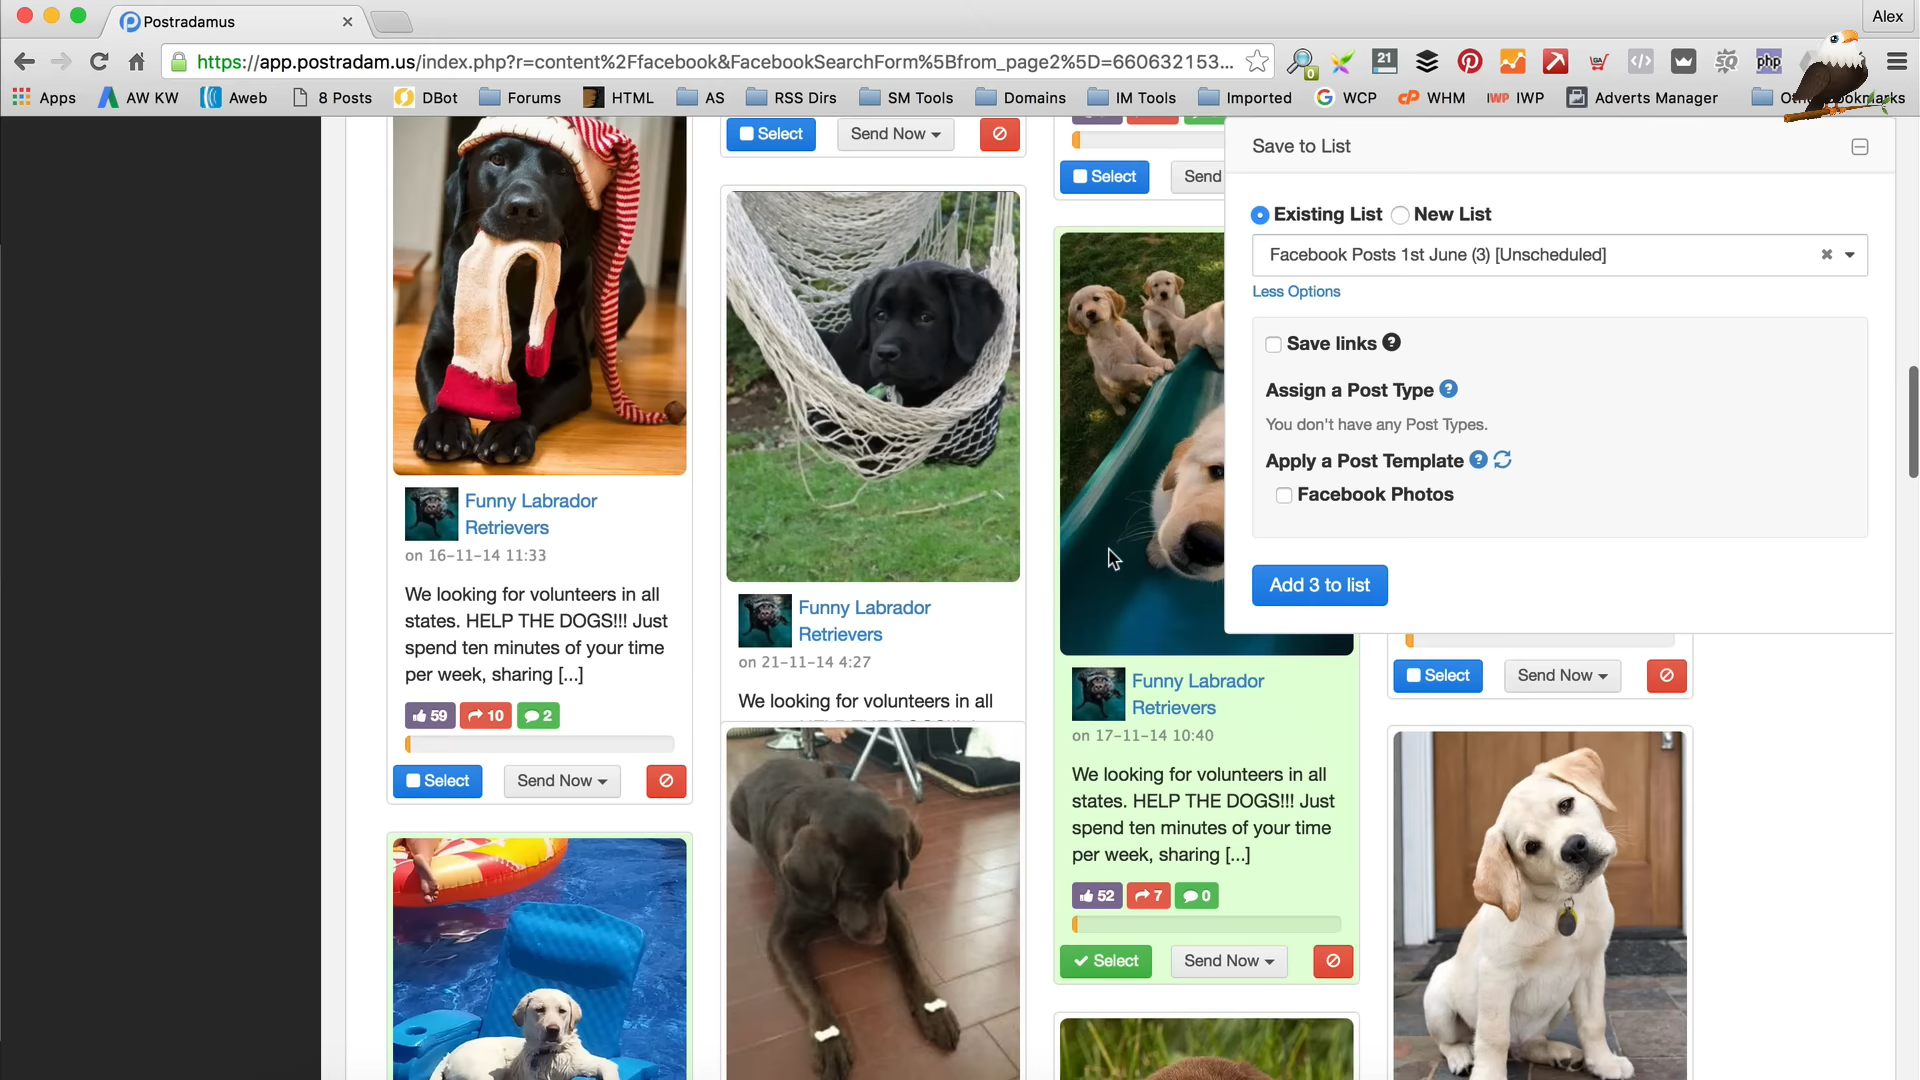 Postradamus
Alex
https://app.postradam.us/index.php?r=content%2Ffacebook&FacebookSearchForm%5Bfrom_page2%5D=660632153...
0
21
GA
php
Apps
AW KW
Aweb
8 Posts
DBot
Forums
HTML
AS
RSS Dirs
SM Tools
Domains
IM Tools
Imported
WCP
WHM
IWP IWP
Adverts Manager
Select
Send Now
Funny Labrador
Retrievers
on 16-11-14 11:33
We looking for volunteers in all
states. HELP THE DOGS!!! Just
spend ten minutes of your time
per week, sharing [...]
59 10 2
Select
Send Now
Funny Labrador
Retrievers
on 21-11-14 4:27
We looking for volunteers in all
Select
Send
Funny Labrador
Retrievers
on 17-11-14 10:40
We looking for volunteers in all
states. HELP THE DOGS!!! Just
spend ten minutes of your time
per week, sharing [...]
52 7 0
Select
Send Now
Save to List
Existing List New List
Facebook Posts 1st June (3) [Unscheduled]
Less Options
Save links
Assign a Post Type
You don't have any Post Types.
Apply a Post Template
Facebook Photos
Add 3 to list
Select
Send Now